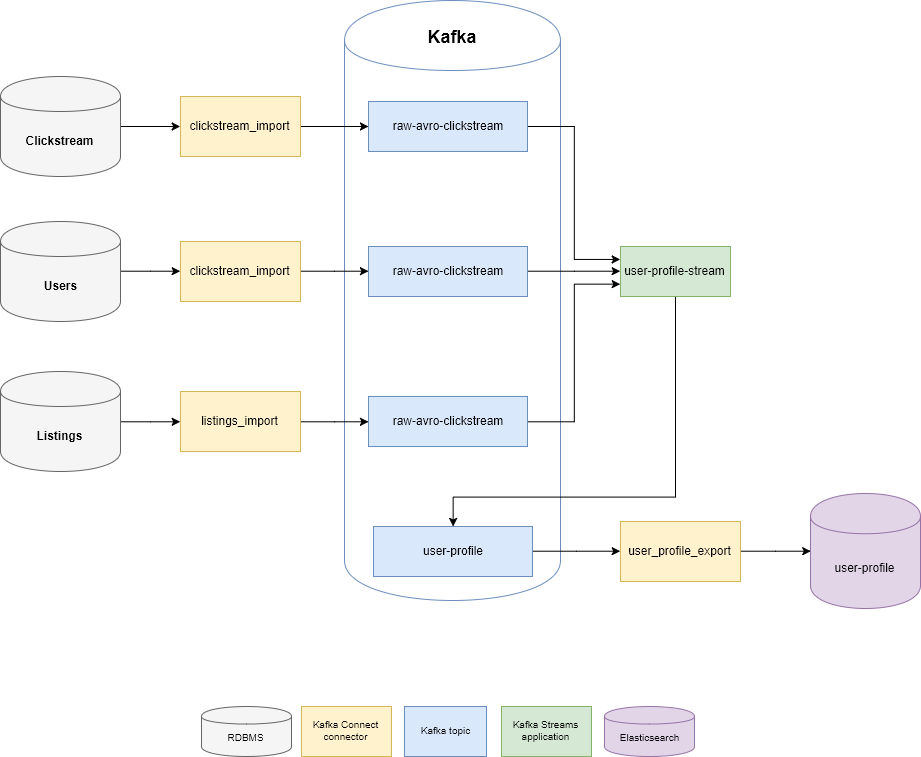 Kafka
Clickstream
clickstream_import
raw-avro-clickstream
Users
clickstream_import
raw-avro-clickstream
user-profile-stream
Listings
listings_import
raw-avro-clickstream
user-profile
user_profile_export
user-profile
RDBMS
Kafka Connect
connector
Kafka topic
Kafka Streams
application
Elasticsearch